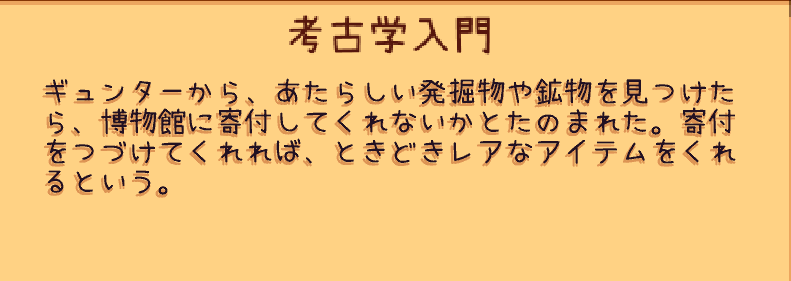 考古学入門
ギュンターから、あたらしい発掘物や鉱物を見つけた
ら、博物館に寄付してくれないかとたのまれた。寄付
をつづけてくれれば、ときどきレアなアイテムをくれ
るという。